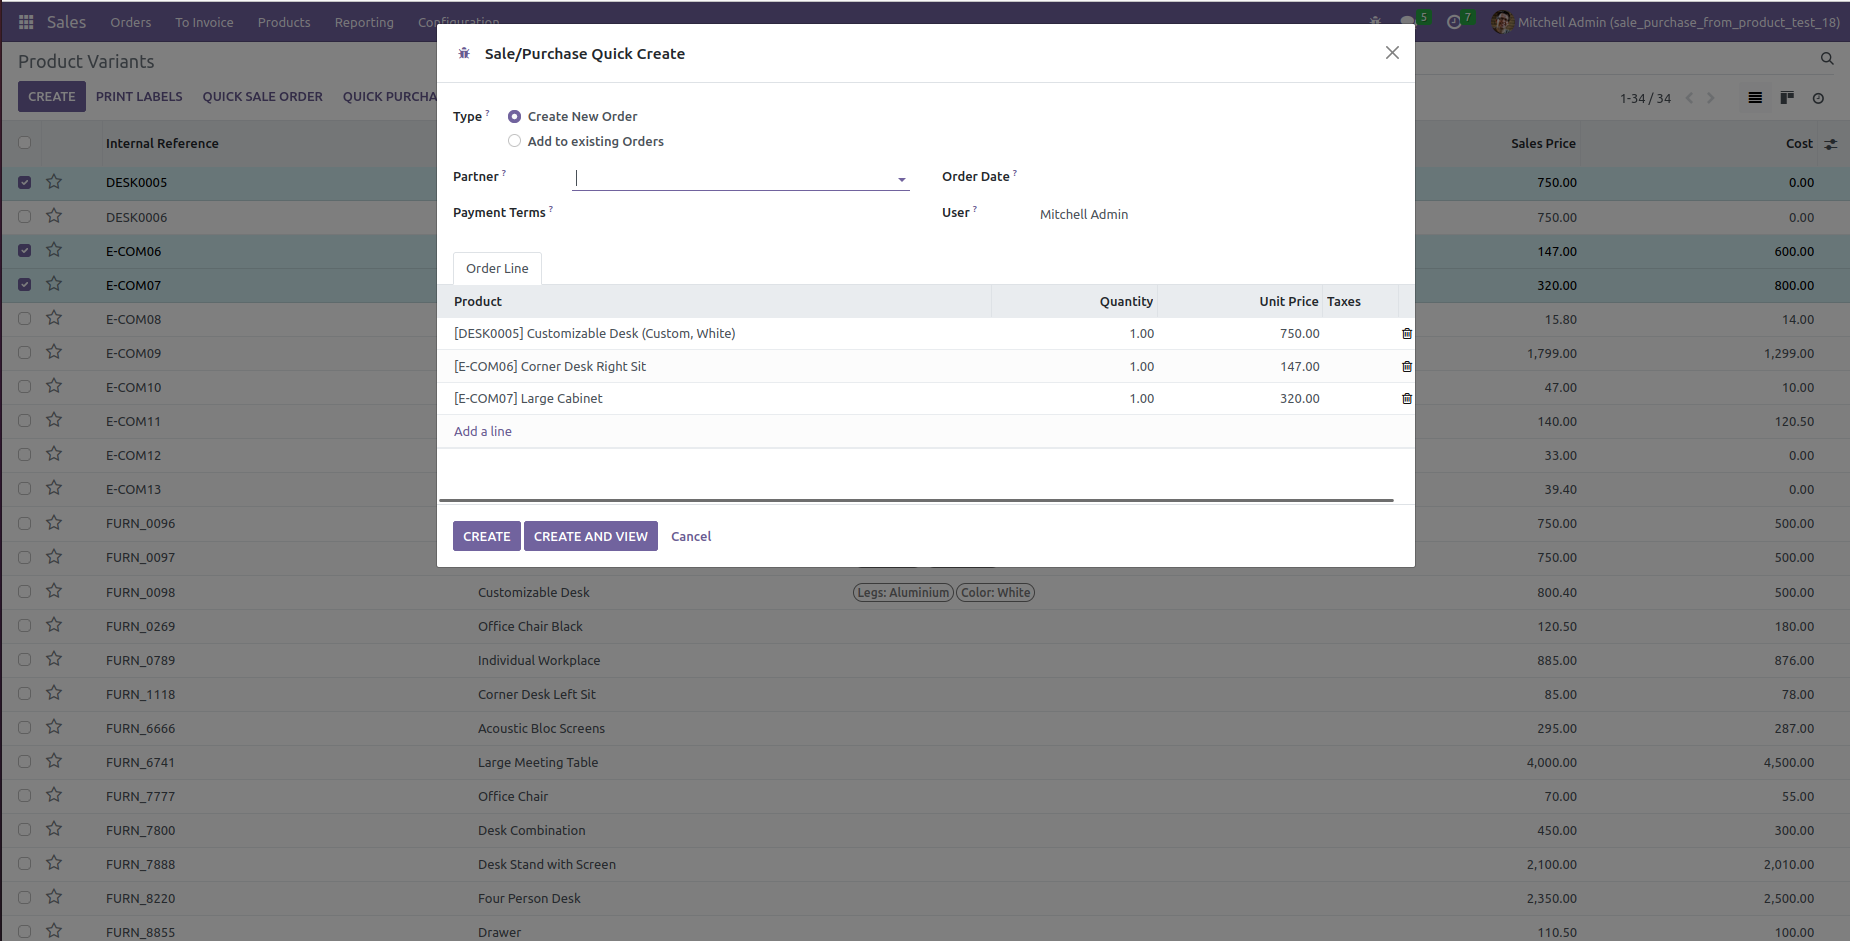 Sales Orders To Invoice Products Reporting Configuration 5 7 Mitchell Admin (sale_purchase_from_product_test_18)
Product Variants
CREATE PRINT LABELS QUICK SALE ORDER QUICK PURCHA
1-34 / 34
Internal Reference Sales Price Cost
DESK0005 750.00 0.00
DESK0006 750.00 0.00
E-COM06 147.00 600.00
E-COM07 320.00 800.00
E-COM08 15.80 14.00
E-COM09 1,799.00 1,299.00
E-COM10 47.00 10.00
E-COM11 140.00 120.50
E-COM12 33.00 0.00
E-COM13 39.40 0.00
FURN_0096 750.00 500.00
FURN_0097 750.00 500.00
FURN_0098 Customizable Desk Legs: Aluminium Color: White 800.40 500.00
FURN_0269 Office Chair Black 120.50 180.00
FURN_0789 Individual Workplace 885.00 876.00
FURN_1118 Corner Desk Left Sit 85.00 78.00
FURN_6666 Acoustic Bloc Screens 295.00 287.00
FURN_6741 Large Meeting Table 4,000.00 4,500.00
FURN_7777 Office Chair 70.00 55.00
FURN_7800 Desk Combination 450.00 300.00
FURN_7888 Desk Stand with Screen 2,100.00 2,010.00
FURN_8220 Four Person Desk 2,350.00 2,500.00
FURN_8855 Drawer 110.50 100.00
Sale/Purchase Quick Create
Type ? Create New Order
Add to existing Orders
Partner ? Order Date ?
Payment Terms ? User ? Mitchell Admin
Order Line
Product Quantity Unit Price Taxes
[DESK0005] Customizable Desk (Custom, White) 1.00 750.00
[E-COM06] Corner Desk Right Sit 1.00 147.00
[E-COM07] Large Cabinet 1.00 320.00
Add a line
CREATE CREATE AND VIEW Cancel